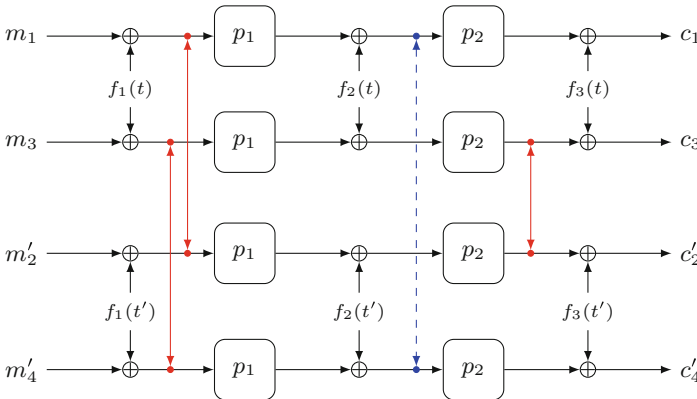 m₁ p₁ p₂ c₁
f₁(t) f₂(t) f₃(t)
m₃ p₁ p₂ c₃
m′₂ p₁ p₂ c′₂
f₁(t′) f₂(t′) f₃(t′)
m′₄ p₁ p₂ c′₄